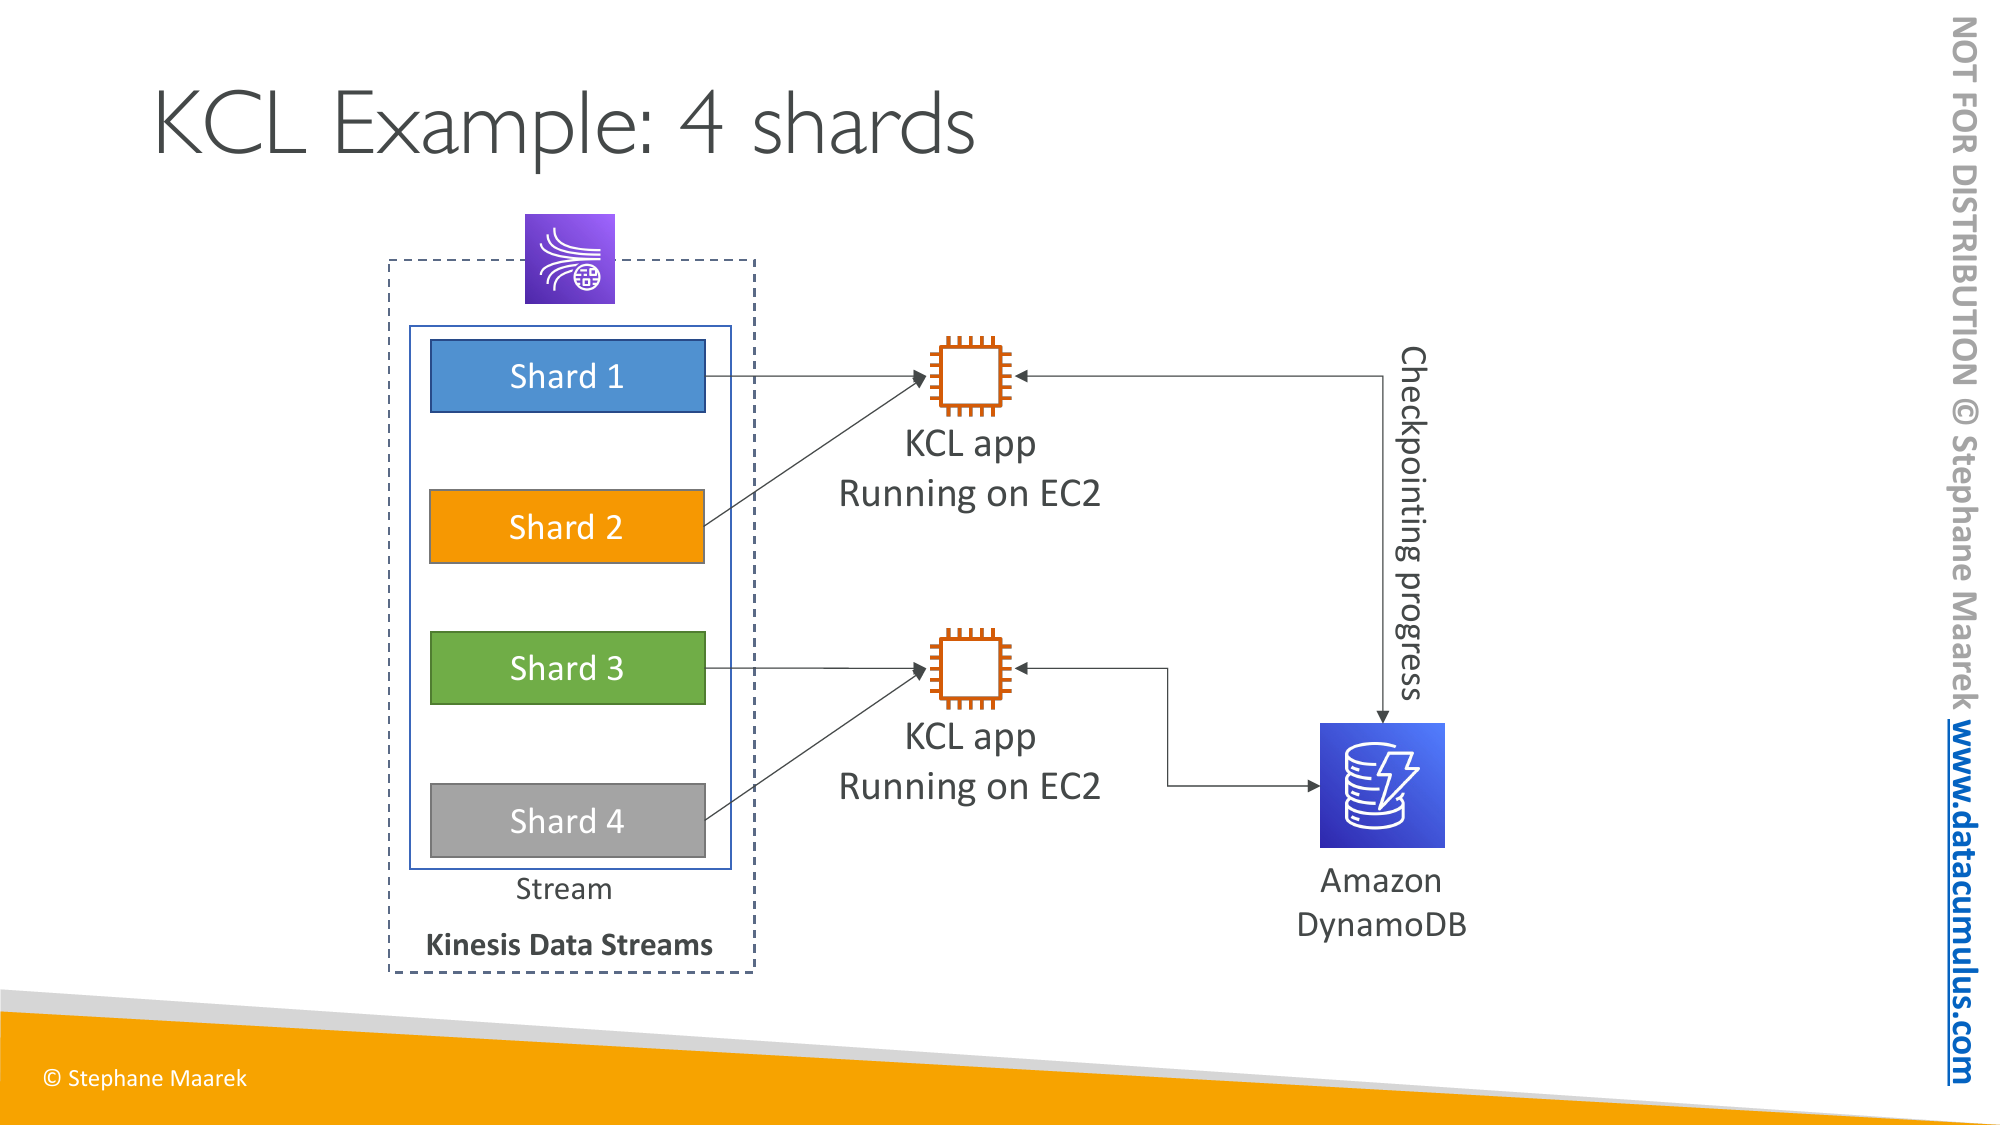 KCL Example: 4 shards
Shard 1
Shard 2
Shard 3
Shard 4
Stream
Kinesis Data Streams
KCL app
Running on EC2
KCL app
Running on EC2
Checkpointing progress
Amazon
DynamoDB
© Stephane Maarek
NOT FOR DISTRIBUTION © Stephane Maarek www.datacumulus.com